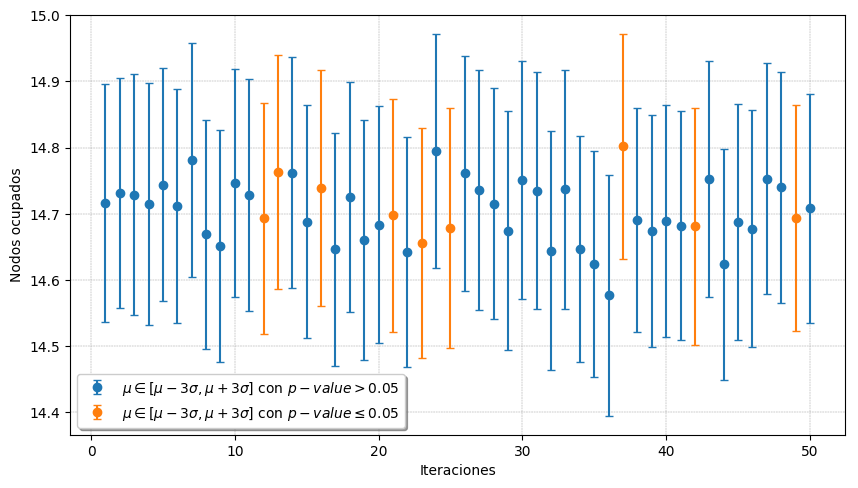 15.0
14.9
14.8
14.7
14.6
14.5
14.4
Nodos ocupados
μ ∈ [μ − 3σ, μ + 3σ] con p − value > 0.05
μ ∈ [μ − 3σ, μ + 3σ] con p − value ≤ 0.05
0 10 20 30 40 50
Iteraciones